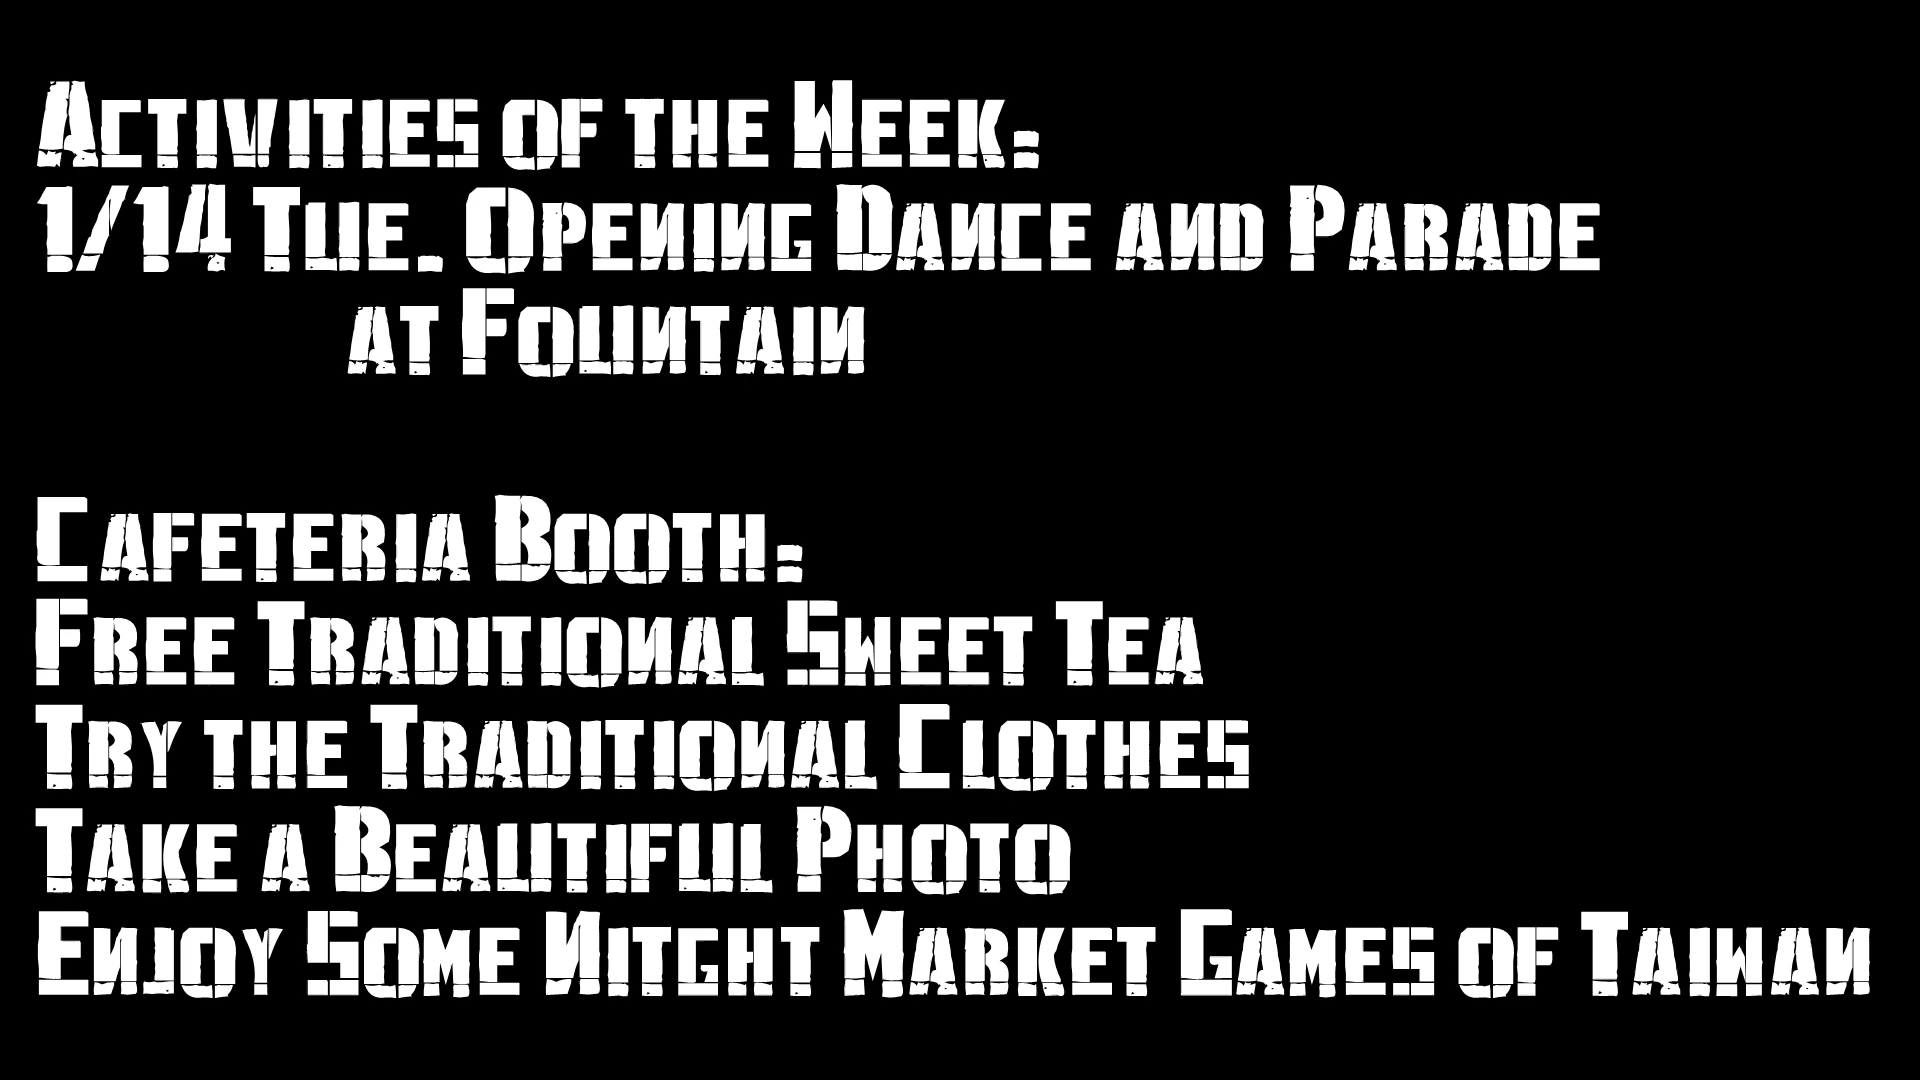 Activities of the Week:
1/14 Tue. Opening Dance and Parade
at Fountain
Cafeteria Booth:
Free Traditional Sweet Tea
Try the Traditional Clothes
Take a Beautiful Photo
Enjoy Some Nitght Market Games of Taiwan